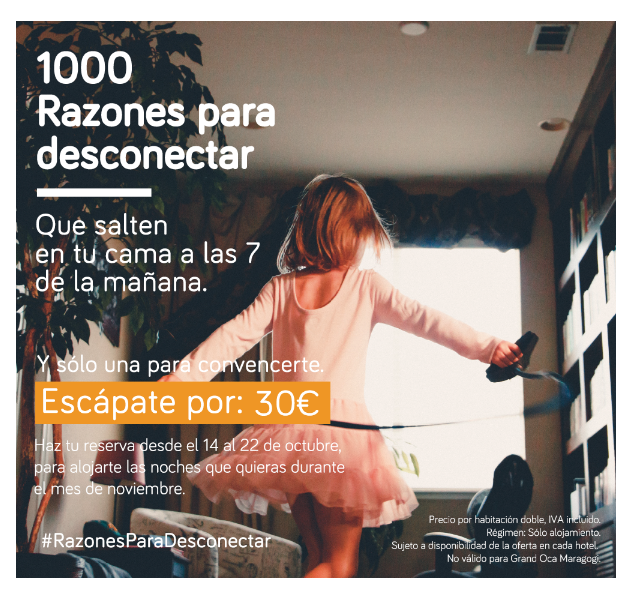 1000
Razones para
desconectar
Que salten
en tu cama a las 7
de la mañana.
Y sólo una para convencerte.
Escápate por: 30€
Haz tu reserva desde el 14 al 22 de octubre,
para alojarte las noches que quieras durante
el mes de noviembre.
#RazonesParaDesconectar
Precio por habitación doble, IVA incluido.
Régimen: Sólo alojamiento.
Sujeto a disponibilidad de la oferta en cada hotel.
No válido para Grand Oca Maragogi.